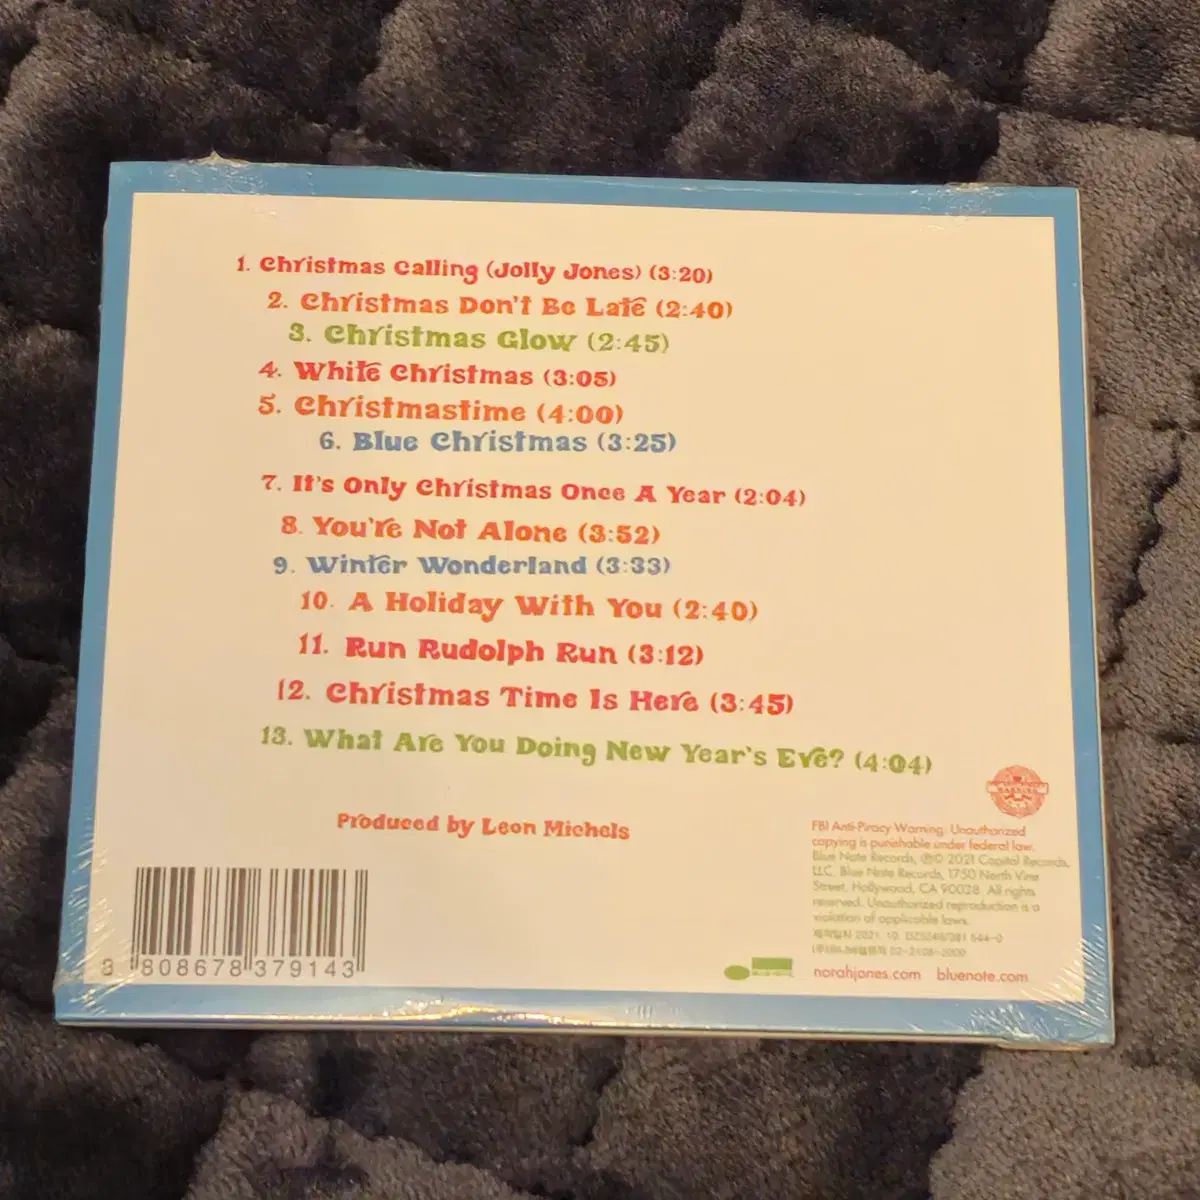 1. Christmas Calling (Jolly Jones) (3:20)
2. Christmas Don't Be Late (2:40)
3. Christmas Glow (2:45)
4. White Christmas (3:05)
5. Christmastime (4:00)
6. Blue Christmas (3:25)
7. It's Only Christmas Once A Year (2:04)
8. You're Not Alone (3:52)
9. Winter Wonderland (3:33)
10. A Holiday With You (2:40)
11. Run Rudolph Run (3:12)
12. Christmas Time Is Here (3:45)
13. What Are You Doing New Year's Eve? (4:04)
Produced by Leon Michels
FBI Anti-Piracy Warning: Unauthorized
copying is punishable under federal law.
Blue Note Records, ℗© 2021 Capitol Records,
LLC. Blue Note Records, 1750 North Vine
Street, Hollywood, CA 90028. All rights
reserved. Unauthorized reproduction is a
violation of applicable laws.
2021. 10.
8 808678 379143
BLUE NOTE
norahjones.com bluenote.com